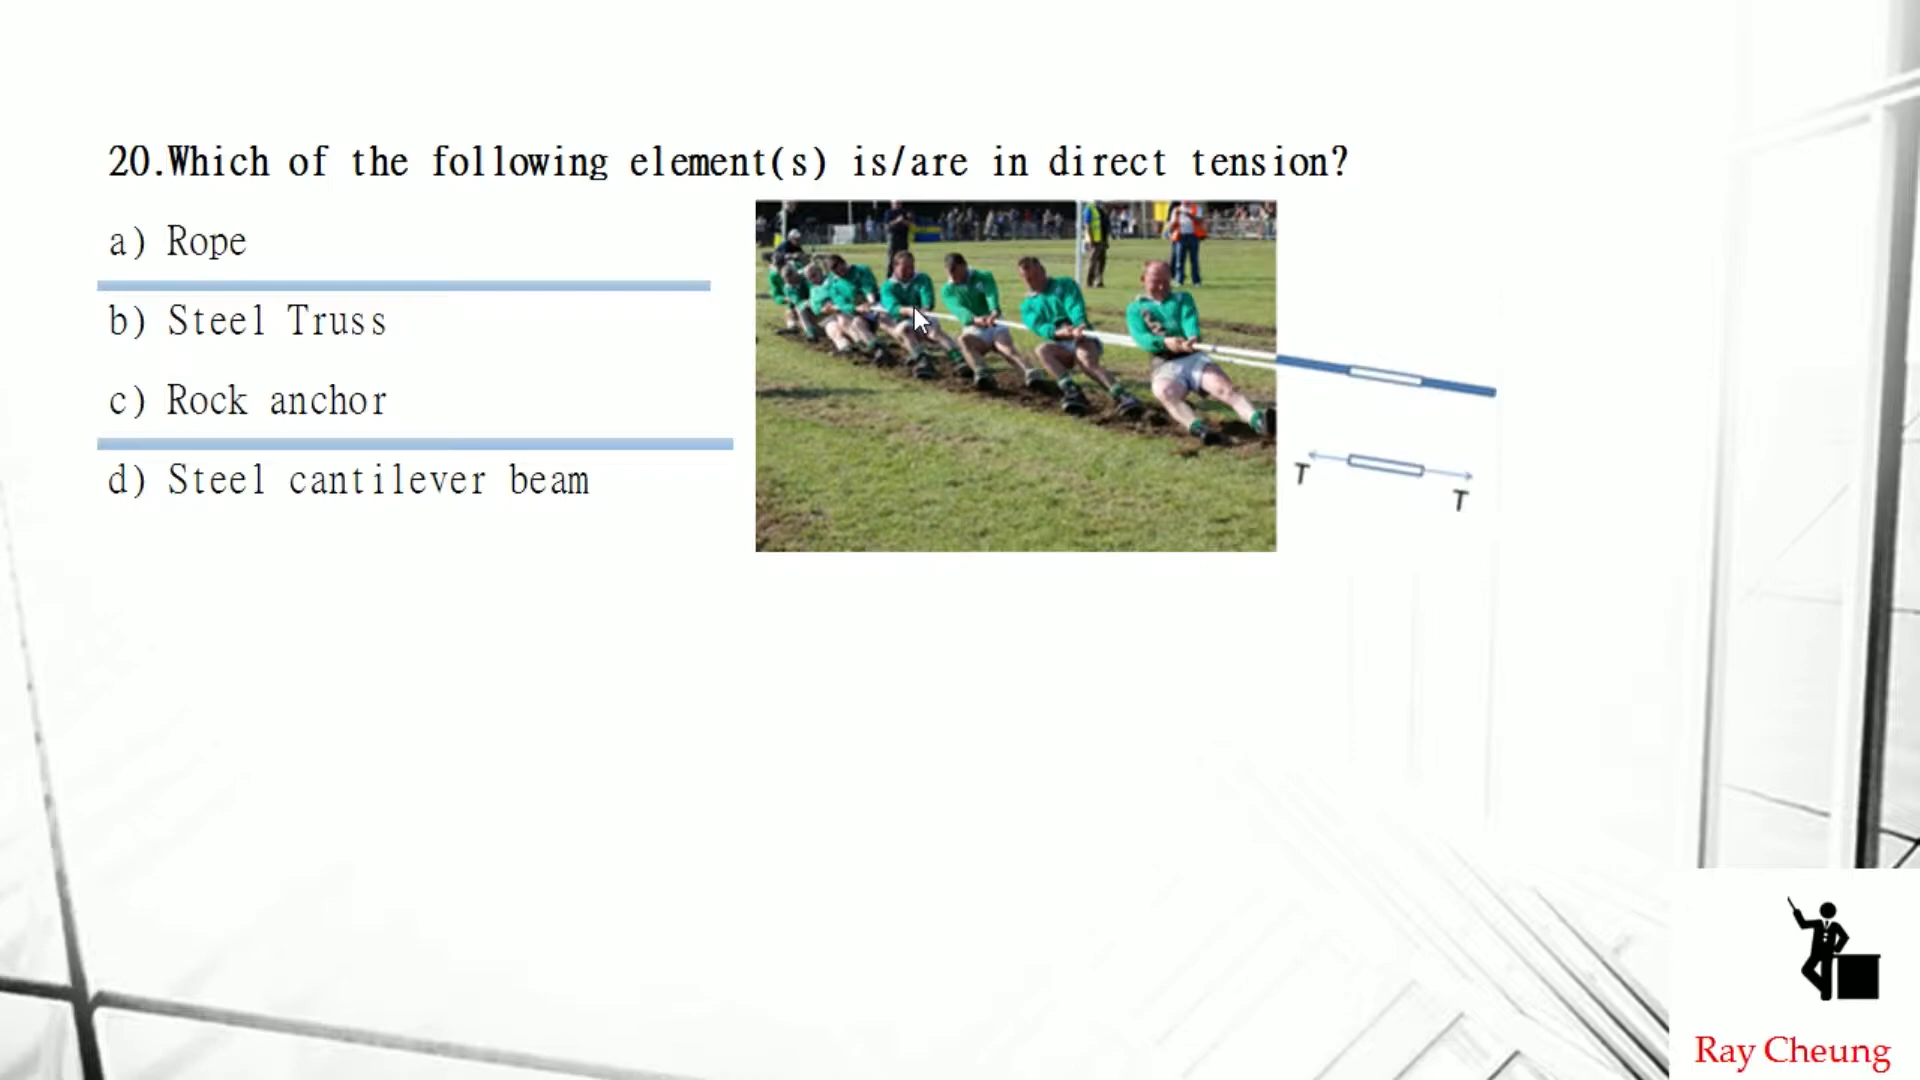 20.Which of the following element(s) is/are in direct tension?
a) Rope
b) Steel Truss
c) Rock anchor
d) Steel cantilever beam
T
T
Ray Cheung